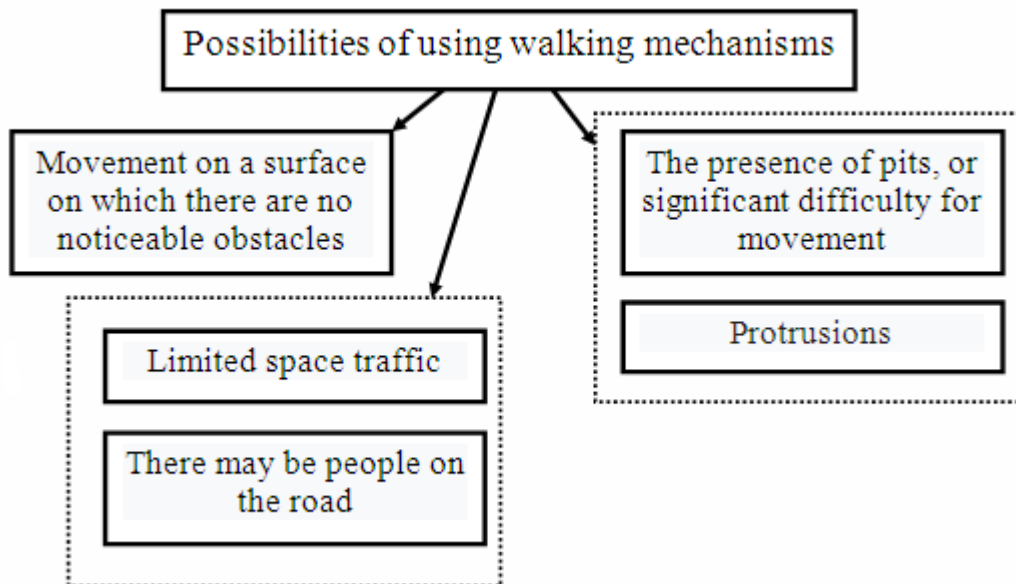 Possibilities of using walking mechanisms
Movement on a surface
on which there are no
noticeable obstacles
The presence of pits, or
significant difficulty for
movement
Protrusions
Limited space traffic
There may be people on
the road